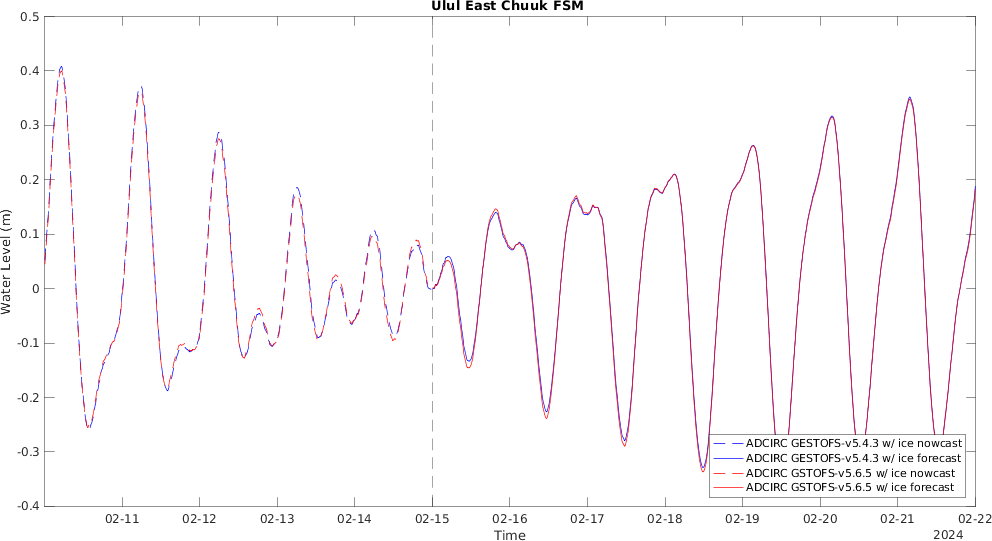 Ulul East Chuuk FSM
0.5
0.4
0.3
0.2
0.1
0
-0.1
-0.2
-0.3
-0.4
Water Level (m)
ADCIRC GESTOFS-v5.4.3 w/ ice nowcast
ADCIRC GESTOFS-v5.4.3 w/ ice forecast
ADCIRC GSTOFS-v5.6.5 w/ ice nowcast
ADCIRC GSTOFS-v5.6.5 w/ ice forecast
02-11 02-12 02-13 02-14 02-15 02-16 02-17 02-18 02-19 02-20 02-21 02-22
Time
2024